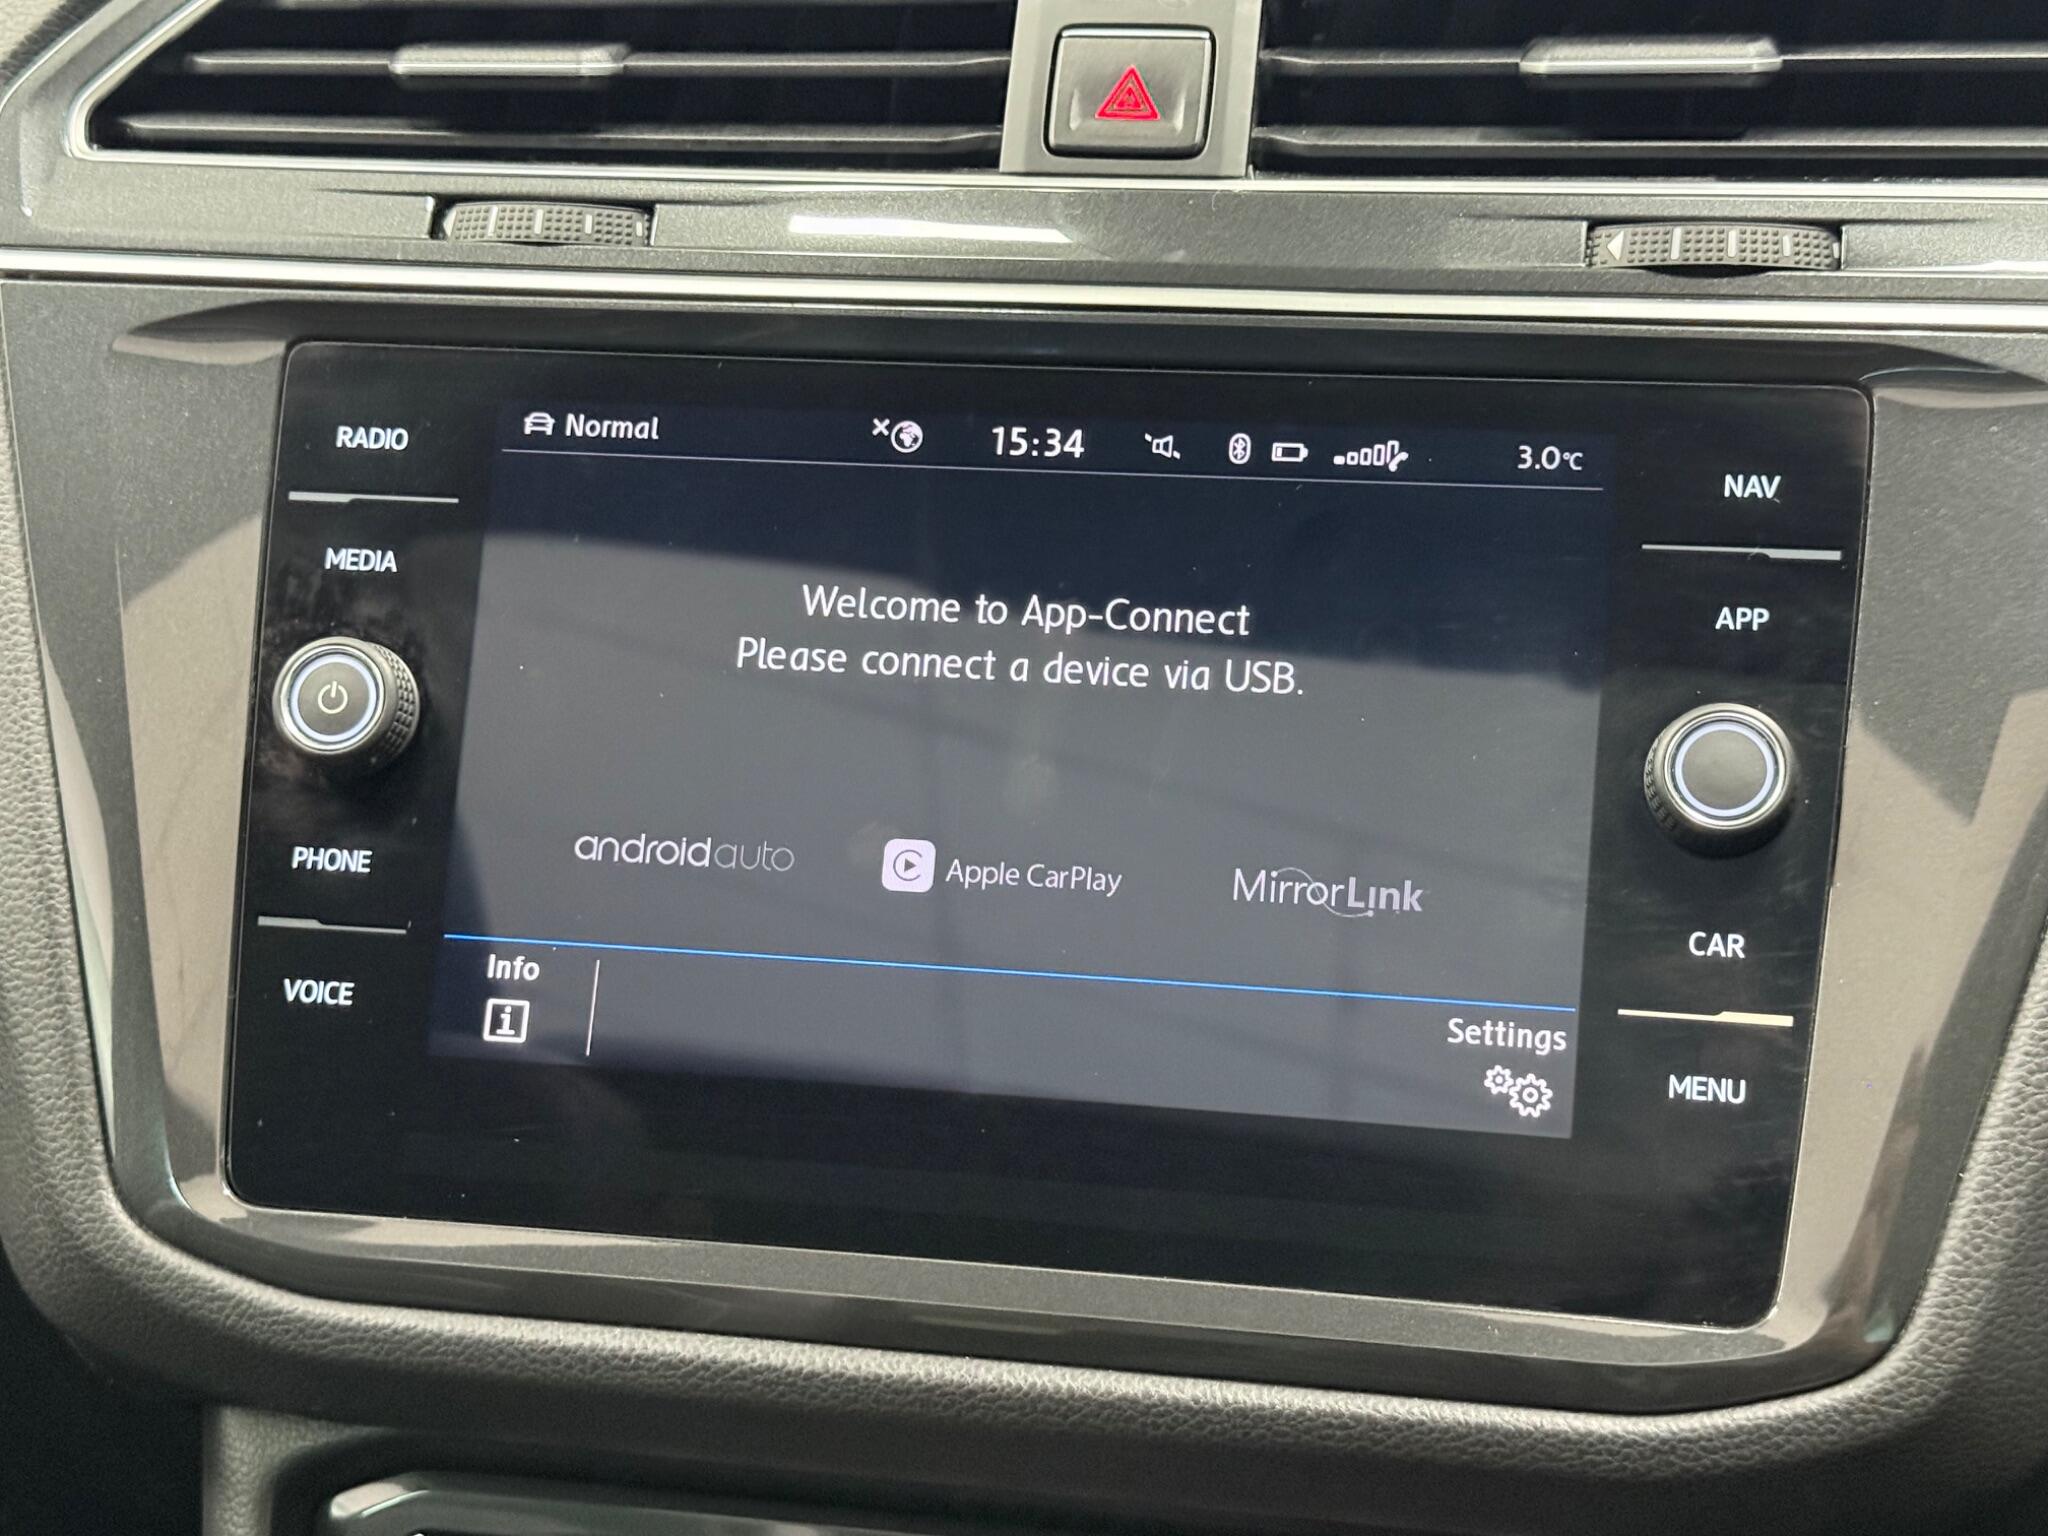 RADIO
MEDIA
PHONE
VOICE
Normal
15:34
3.0°C
Welcome to App-Connect
Please connect a device via USB.
androidauto
Apple CarPlay
MirrorLink
Info
i
Settings
NAV
APP
CAR
MENU